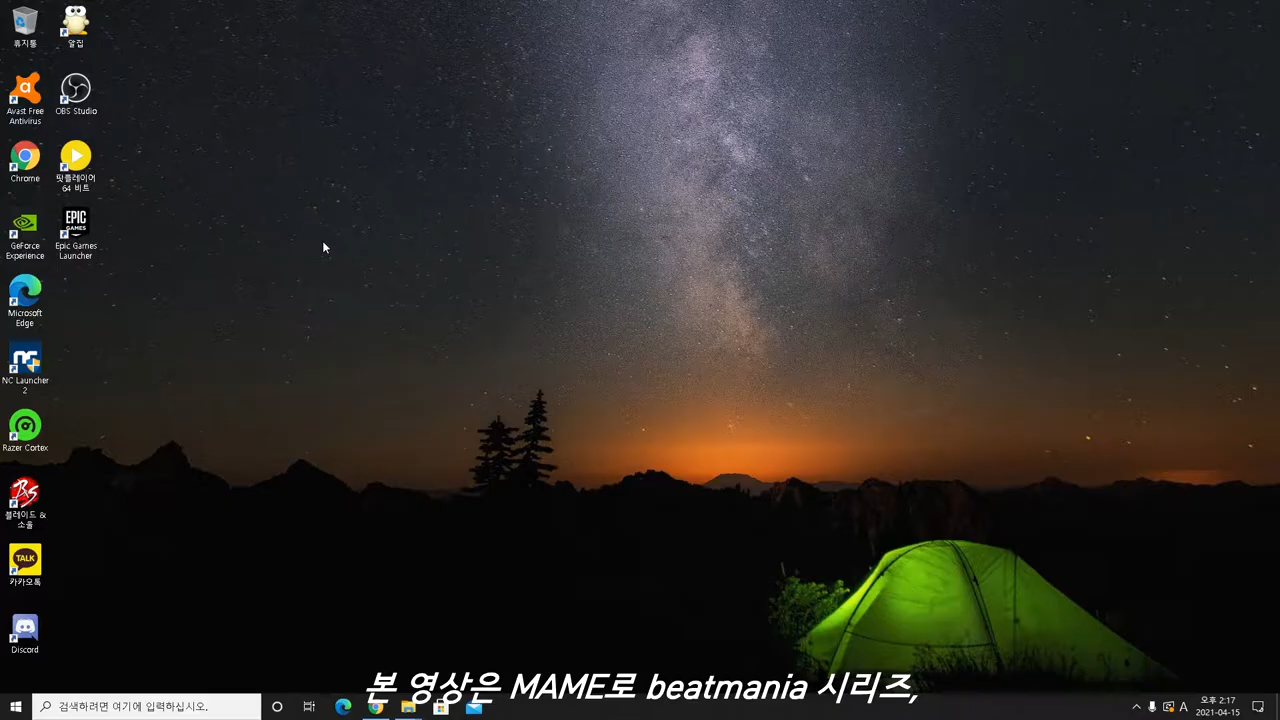 휴지통
알집
Avast Free
Antivirus
OBS Studio
Chrome
팟플레이어
64 비트
GeForce
Experience
EPIC
GAMES
Epic Games
Launcher
Microsoft
Edge
NC Launcher
2
Razer Cortex
블레이드 &
소울
TALK
카카오톡
Discord
본 영상은 MAME로 beatmania 시리즈,
검색하려면 여기에 입력하십시오.
A
오후 2:17
2021-04-15